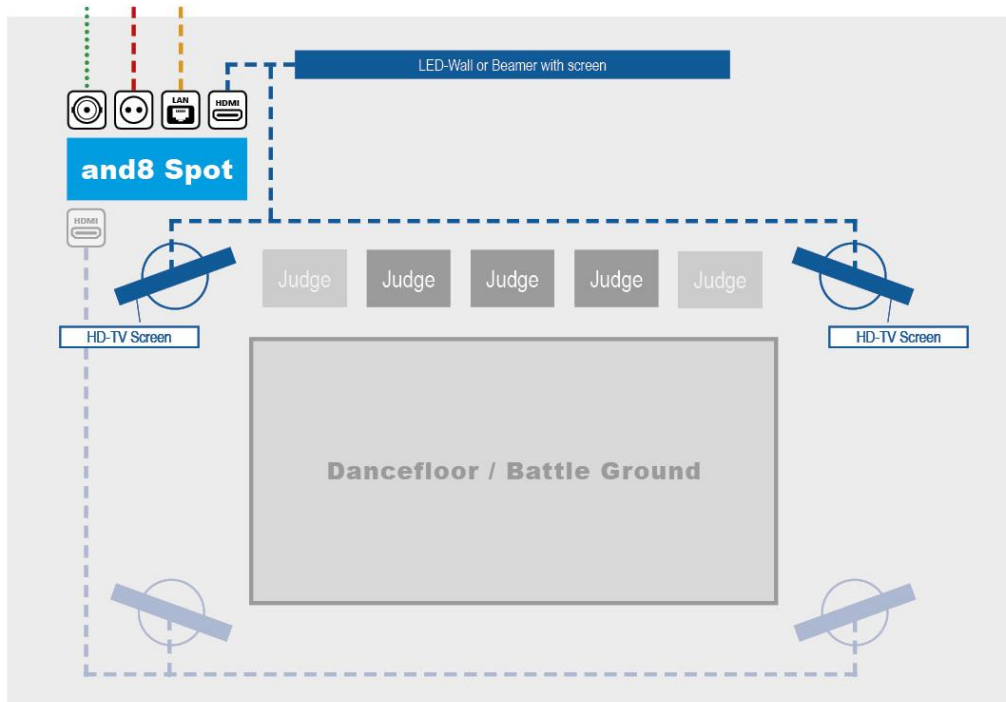 LED-Wall or Beamer with screen
LAN
HDMI
and8 Spot
HDMI
Judge
Judge
Judge
Judge
Judge
HD-TV Screen
HD-TV Screen
Dancefloor / Battle Ground